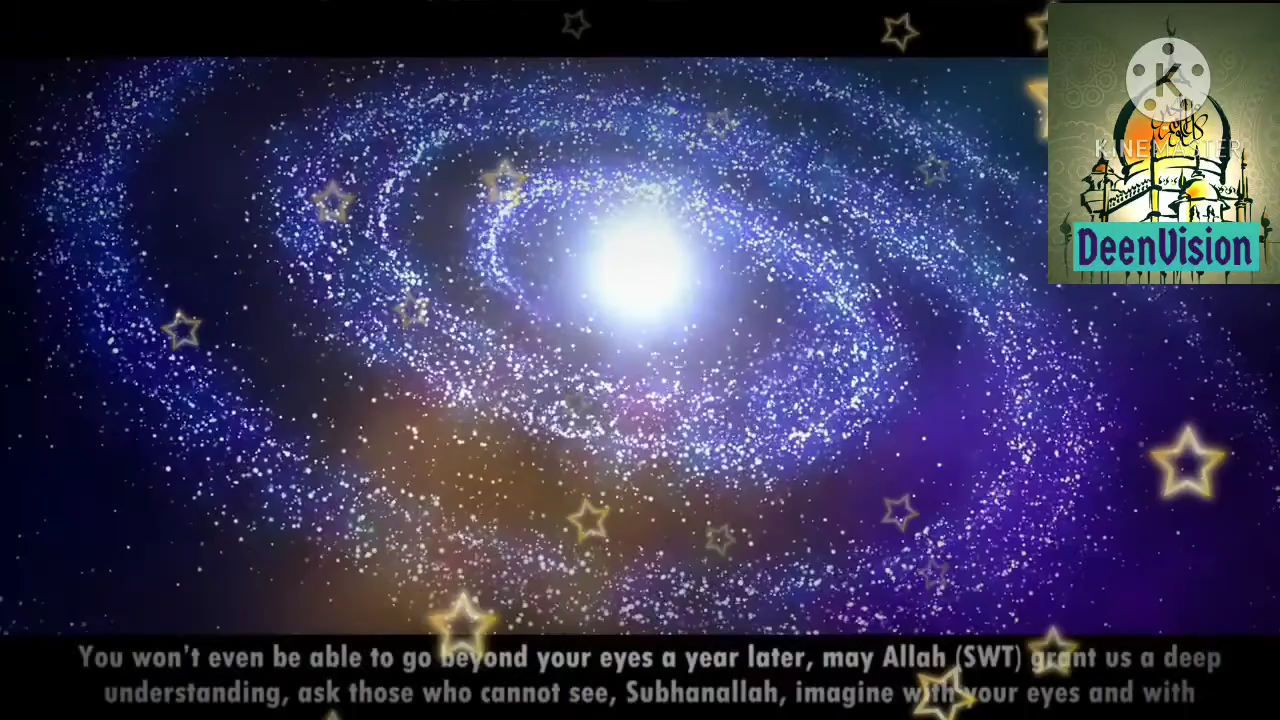 KINEMASTER
DeenVision
You won't even be able to go beyond your eyes a year later, may Allah (SWT) grant us a deep
understanding, ask those who cannot see, Subhanallah, imagine with your eyes and with